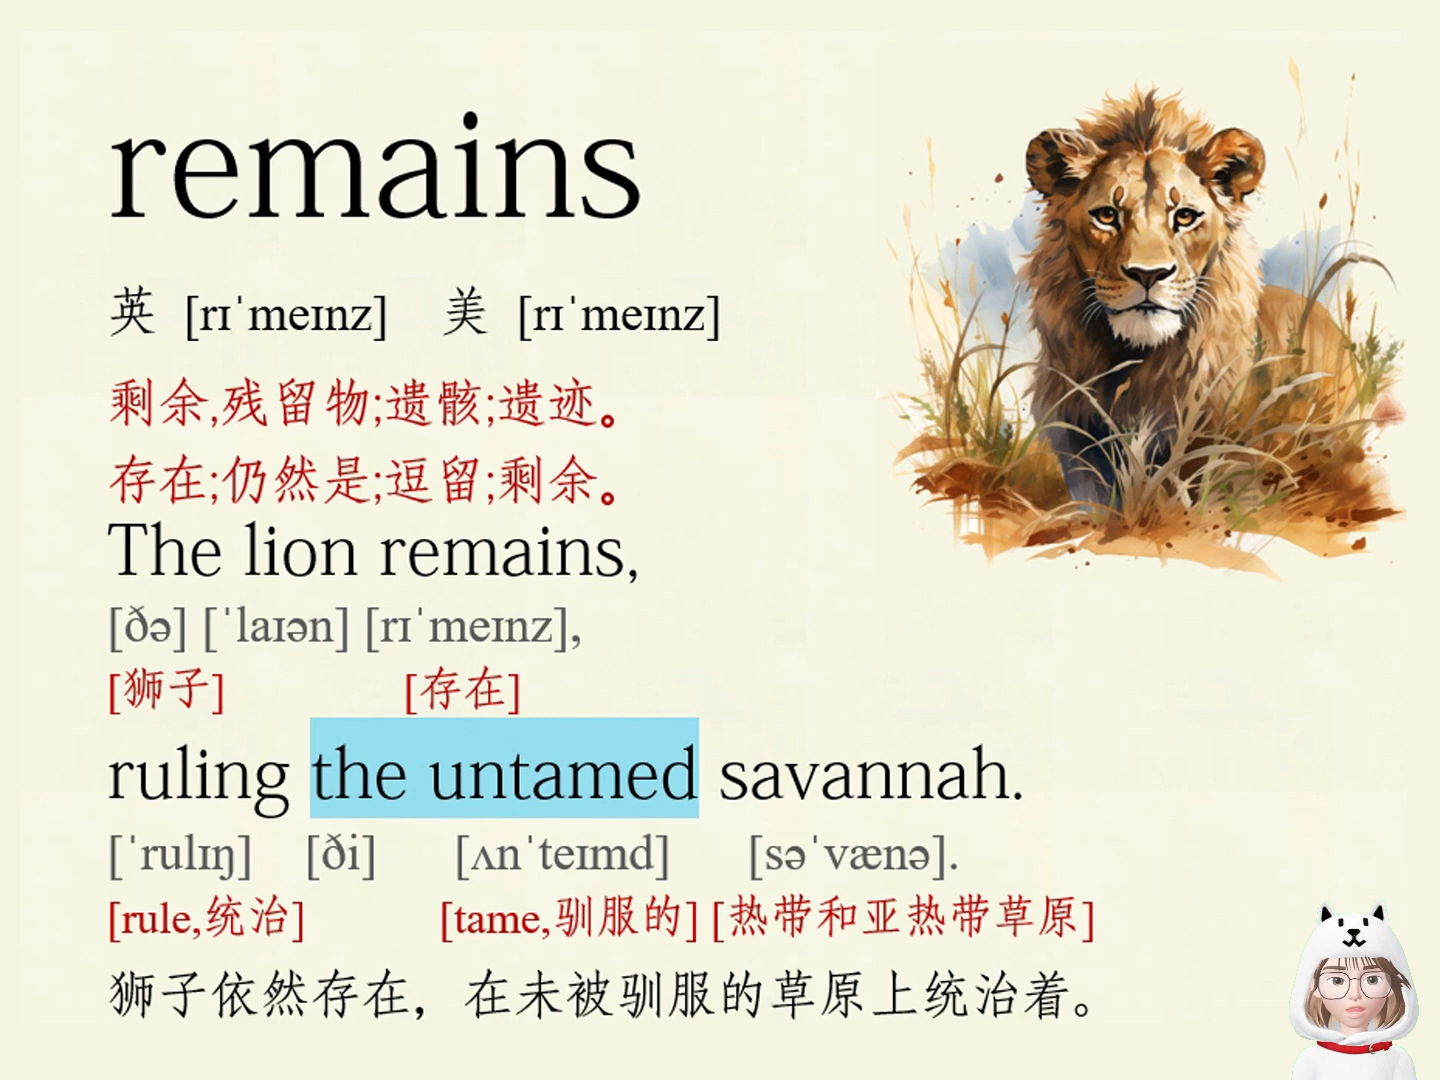 remains
英 [rɪˈmeɪnz] 美 [rɪˈmeɪnz]
剩余,残留物;遗骸;遗迹。
存在;仍然是;逗留;剩余。
The lion remains,
[ðə] [ˈlaɪən] [rɪˈmeɪnz],
[狮子] [存在]
ruling the untamed savannah.
[ˈrulɪŋ] [ði] [ʌnˈteɪmd] [səˈvænə].
[rule,统治] [tame,驯服的] [热带和亚热带草原]
狮子依然存在，在未被驯服的草原上统治着。